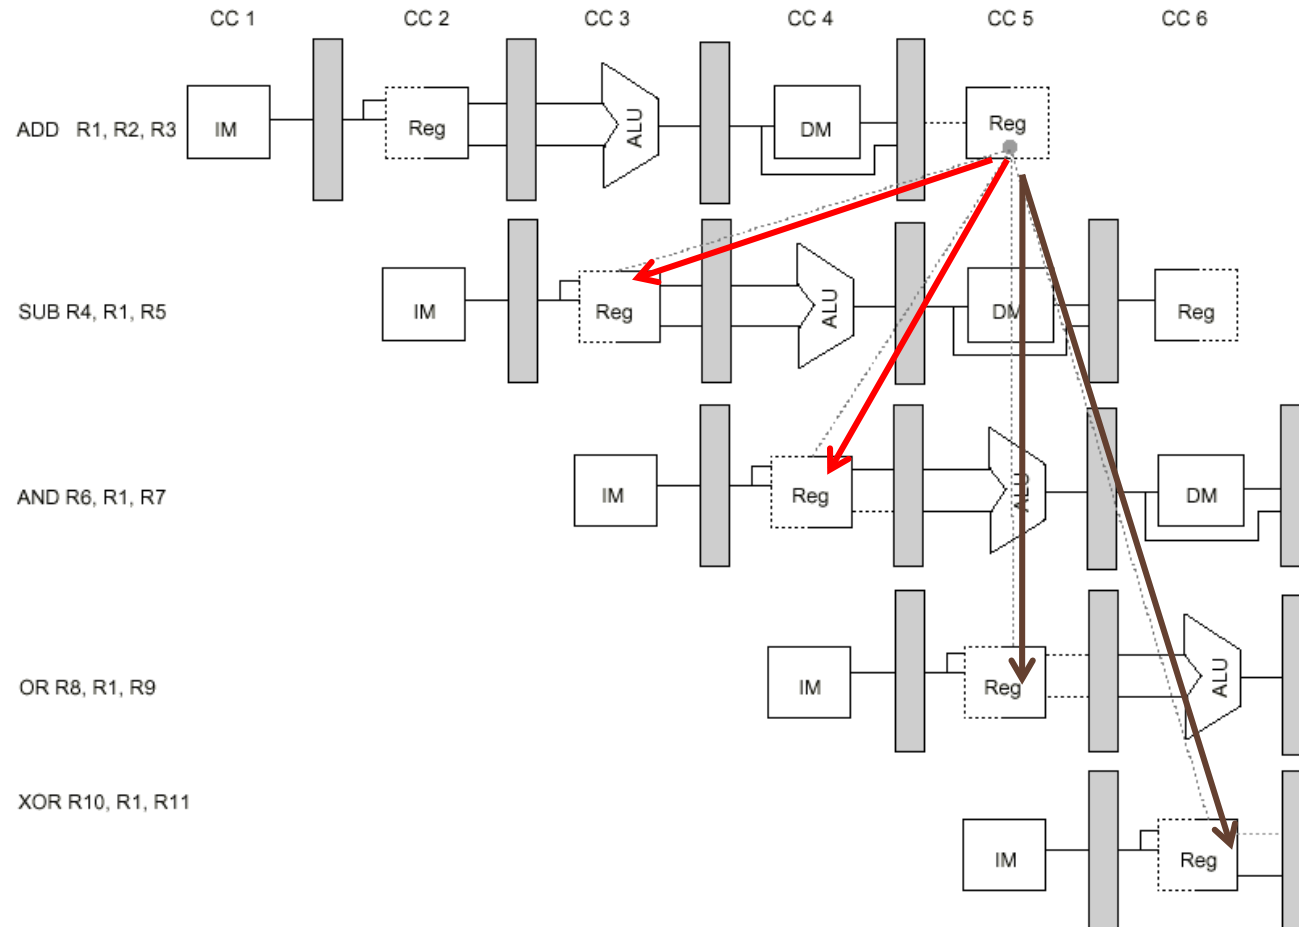 CC 1 CC 2 CC 3 CC 4 CC 5 CC 6
ADD R1, R2, R3 IM Reg ALU DM Reg
SUB R4, R1, R5 IM Reg ALU DM Reg
AND R6, R1, R7 IM Reg ALU DM
OR R8, R1, R9 IM Reg ALU
XOR R10, R1, R11
IM Reg